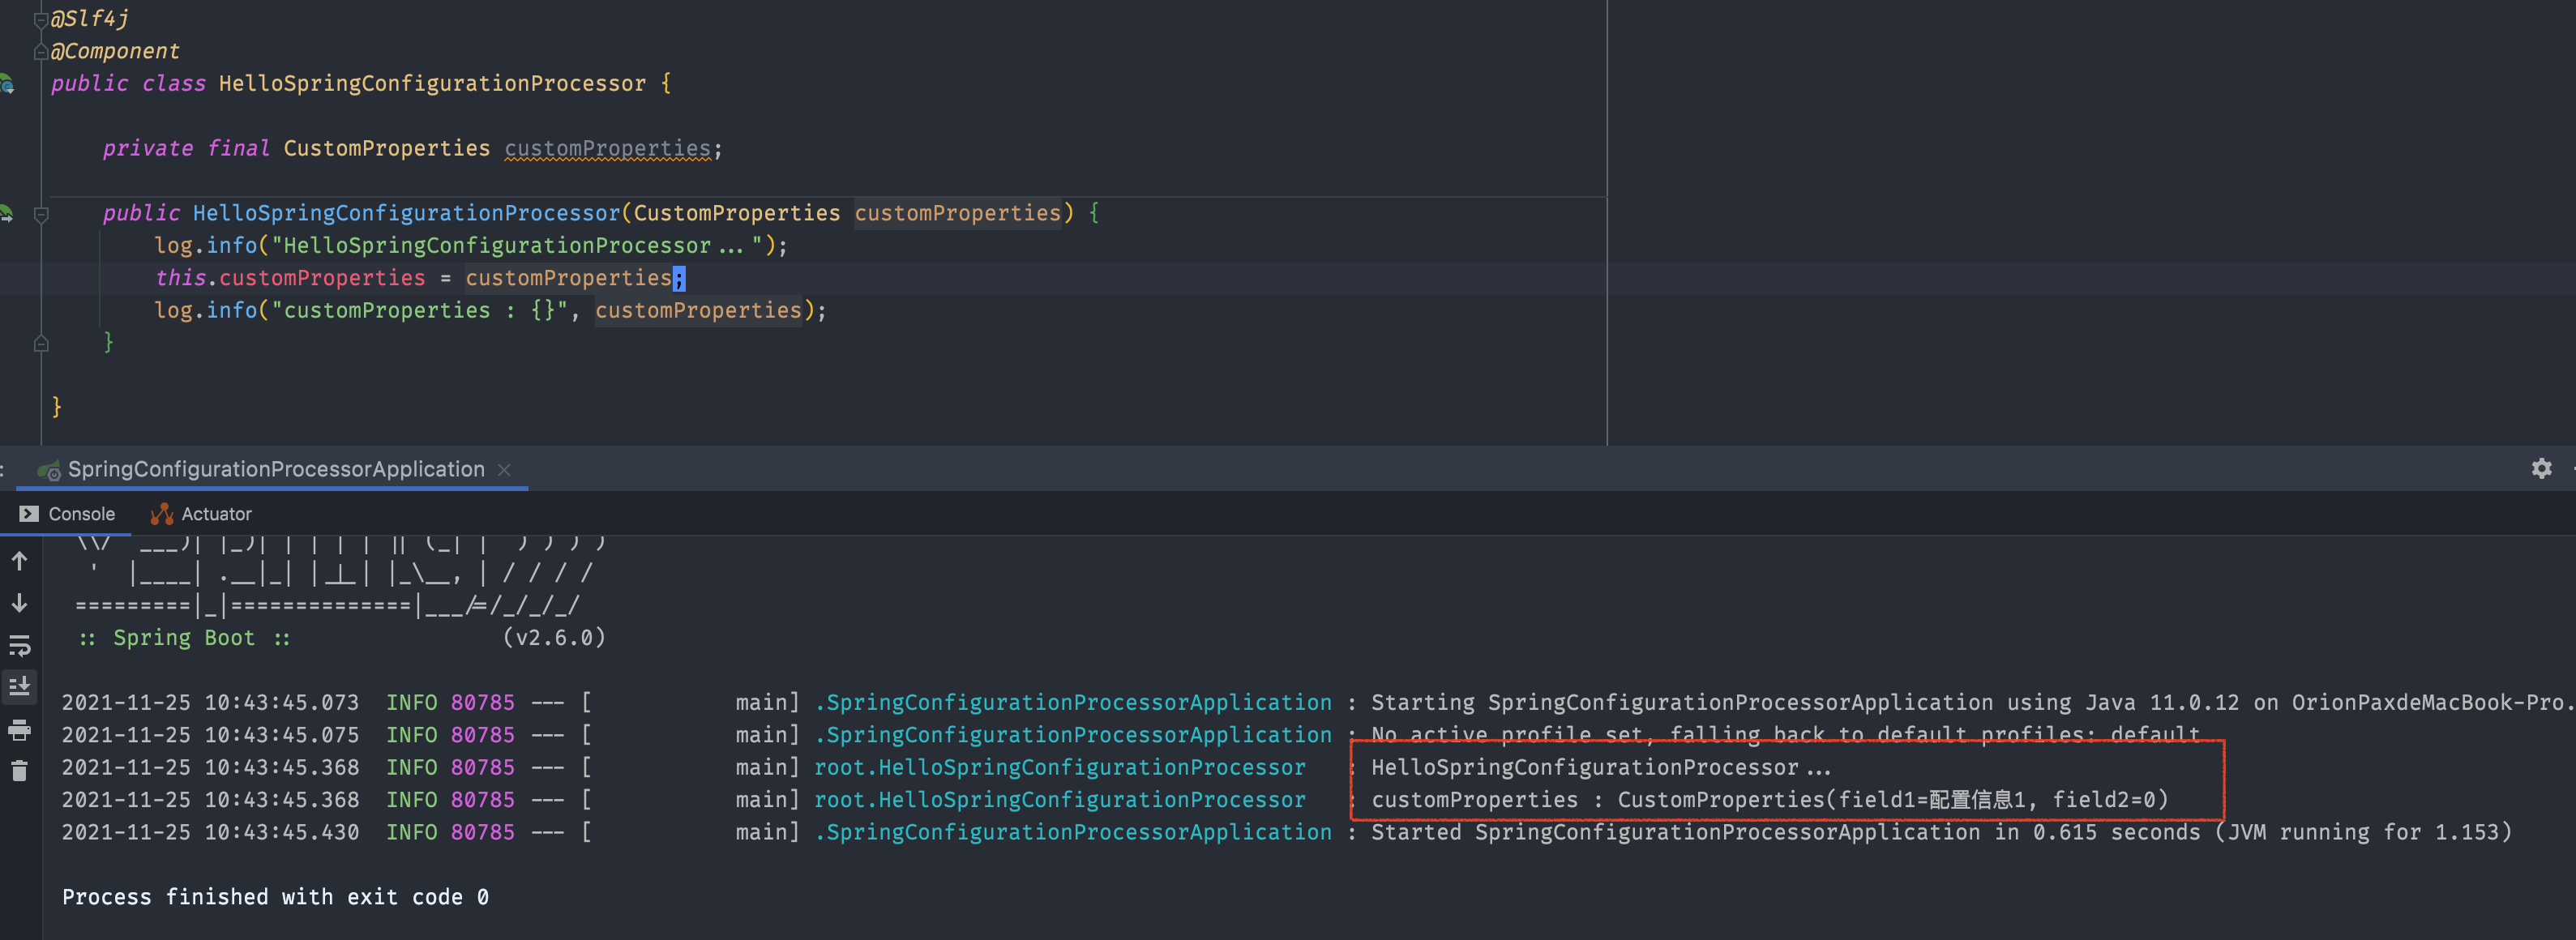 @Slf4j
@Component
public class HelloSpringConfigurationProcessor {
private final CustomProperties customProperties;
public HelloSpringConfigurationProcessor(CustomProperties customProperties) {
log.info("HelloSpringConfigurationProcessor...");
this.customProperties = customProperties;
log.info("customProperties : {}", customProperties);
}
}
: SpringConfigurationProcessorApplication ×
Console Actuator
\\/  ___)| |_)| | | | | || (_| |  ) ) ) )
'  |____| .__|_| |_|_| |_\__, | / / / /
=========|_|==============|___/=/_/_/_/
:: Spring Boot :: (v2.6.0)
2021-11-25 10:43:45.073 INFO 80785 --- [ main] .SpringConfigurationProcessorApplication : Starting SpringConfigurationProcessorApplication using Java 11.0.12 on OrionPaxdeMacBook-Pro.
2021-11-25 10:43:45.075 INFO 80785 --- [ main] .SpringConfigurationProcessorApplication : No active profile set, falling back to default profiles: default
2021-11-25 10:43:45.368 INFO 80785 --- [ main] root.HelloSpringConfigurationProcessor : HelloSpringConfigurationProcessor...
2021-11-25 10:43:45.368 INFO 80785 --- [ main] root.HelloSpringConfigurationProcessor : customProperties : CustomProperties(field1=配置信息1, field2=0)
2021-11-25 10:43:45.430 INFO 80785 --- [ main] .SpringConfigurationProcessorApplication : Started SpringConfigurationProcessorApplication in 0.615 seconds (JVM running for 1.153)
Process finished with exit code 0